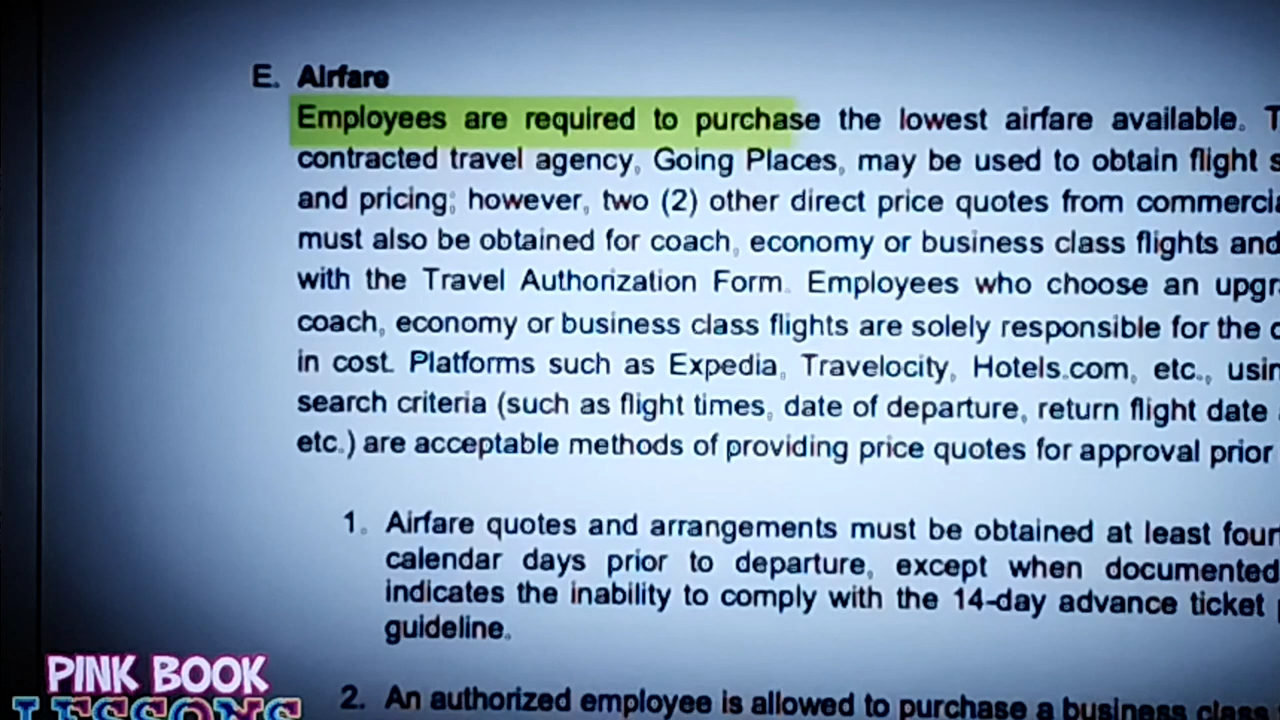 E. Airfare
Employees are required to purchase the lowest airfare available.
contracted travel agency, Going Places, may be used to obtain flight
and pricing; however, two (2) other direct price quotes from
must also be obtained for coach, economy or business class flights and
with the Travel Authorization Form. Employees who choose an
coach, economy or business class flights are solely responsible for the
in cost. Platforms such as Expedia, Travelocity, Hotels.com, etc.,
search criteria (such as flight times, date of departure, return flight date
etc.) are acceptable methods of providing price quotes for approval prior
1. Airfare quotes and arrangements must be obtained at least
calendar days prior to departure, except when documented
indicates the inability to comply with the 14-day advance ticket
guideline.
2. An authorized employee is allowed to purchase a business class
PINK BOOK
LESSONS